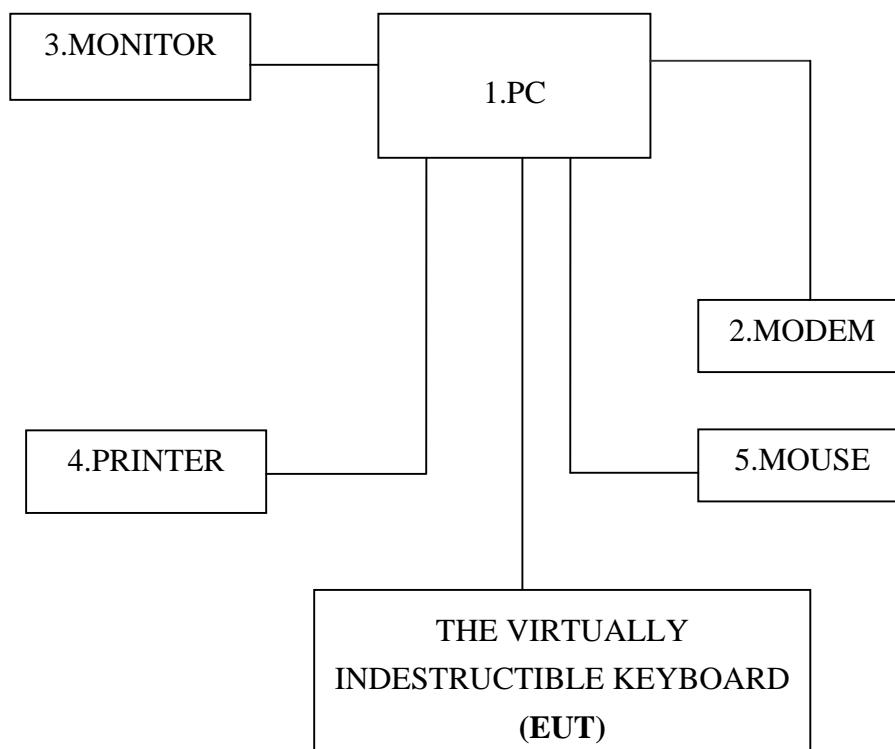 3.MONITOR
1.PC
2.MODEM
4.PRINTER
5.MOUSE
THE VIRTUALLY
INDESTRUCTIBLE KEYBOARD
(EUT)